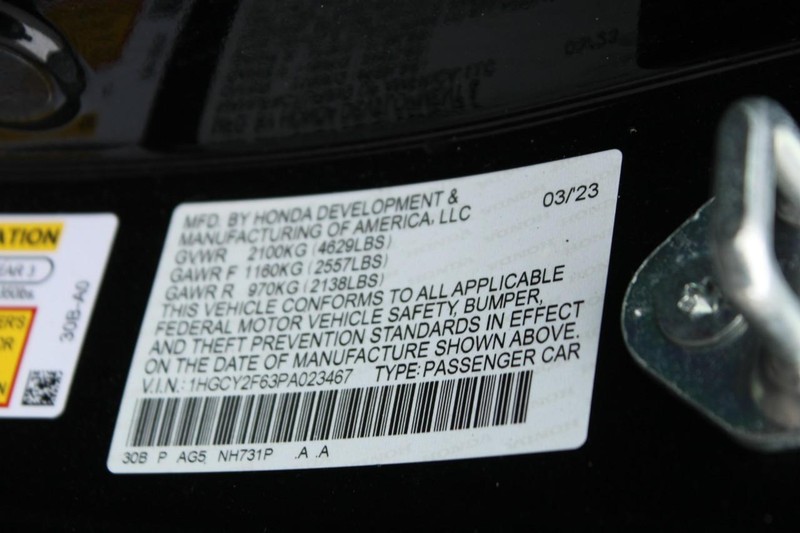 MFD. BY HONDA DEVELOPMENT &
MANUFACTURING OF AMERICA, LLC
03/'23
GVWR 2100KG (4629LBS)
GAWR F 1160KG (2557LBS)
GAWR R 970KG (2138LBS)
THIS VEHICLE CONFORMS TO ALL APPLICABLE
FEDERAL MOTOR VEHICLE SAFETY, BUMPER,
AND THEFT PREVENTION STANDARDS IN EFFECT
ON THE DATE OF MANUFACTURE SHOWN ABOVE.
V.I.N.: 1HGCY2F63PA023467 TYPE: PASSENGER CAR
30B P AG5 NH731P .A .A
30B-A0